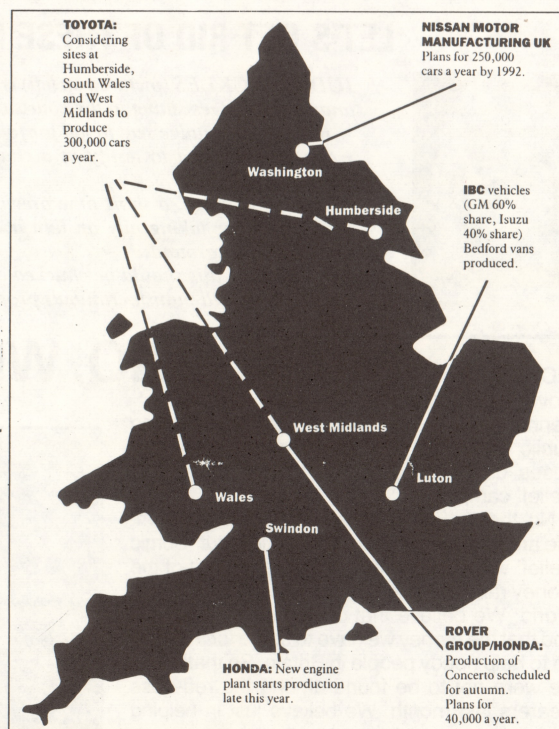 TOYOTA:
Considering
sites at
Humberside,
South Wales
and West
Midlands to
produce
300,000 cars
a year.
NISSAN MOTOR
MANUFACTURING UK
Plans for 250,000
cars a year by 1992.
Washington
Humberside
IBC vehicles
(GM 60%
share, Isuzu
40% share)
Bedford vans
produced.
West Midlands
Wales
Luton
Swindon
HONDA: New engine
plant starts production
late this year.
ROVER
GROUP/HONDA:
Production of
Concerto scheduled
for autumn.
Plans for
40,000 a year.